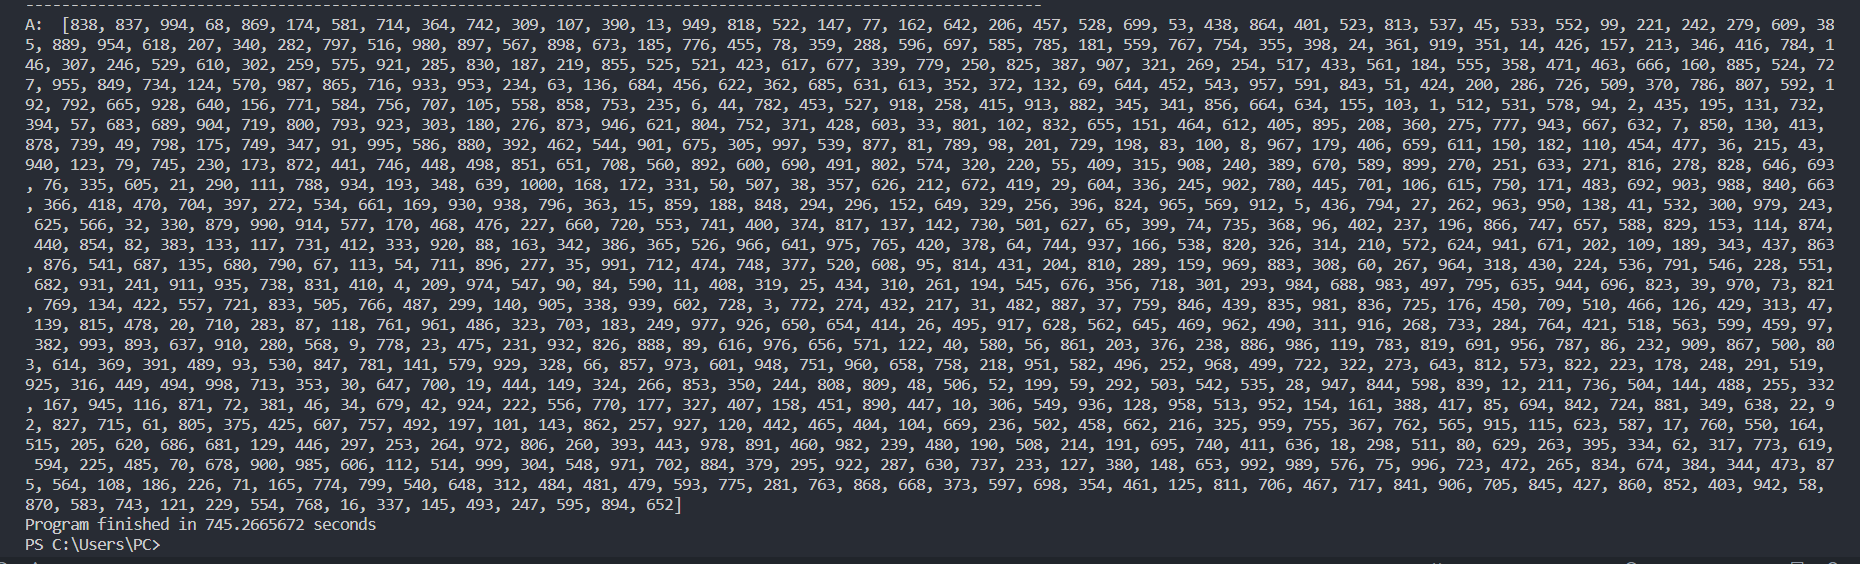 --------------------------------------------------------------------------------------------------------------
A:  [838, 837, 994, 68, 869, 174, 581, 714, 364, 742, 309, 107, 390, 13, 949, 818, 522, 147, 77, 162, 642, 206, 457, 528, 699, 53, 438, 864, 401, 523, 813, 537, 45, 533, 552, 99, 221, 242, 279, 609, 38
5, 889, 954, 618, 207, 340, 282, 797, 516, 980, 897, 567, 898, 673, 185, 776, 455, 78, 359, 288, 596, 697, 585, 785, 181, 559, 767, 754, 355, 398, 24, 361, 919, 351, 14, 426, 157, 213, 346, 416, 784, 1
46, 307, 246, 529, 610, 302, 259, 575, 921, 285, 830, 187, 219, 855, 525, 521, 423, 617, 677, 339, 779, 250, 825, 387, 907, 321, 269, 254, 517, 433, 561, 184, 555, 358, 471, 463, 666, 160, 885, 524, 72
7, 955, 849, 734, 124, 570, 987, 865, 716, 933, 953, 234, 63, 136, 684, 456, 622, 362, 685, 631, 613, 352, 372, 132, 69, 644, 452, 543, 957, 591, 843, 51, 424, 200, 286, 726, 509, 370, 786, 807, 592, 1
92, 792, 665, 928, 640, 156, 771, 584, 756, 707, 105, 558, 858, 753, 235, 6, 44, 782, 453, 527, 918, 258, 415, 913, 882, 345, 341, 856, 664, 634, 155, 103, 1, 512, 531, 578, 94, 2, 435, 195, 131, 732,
394, 57, 683, 689, 904, 719, 800, 793, 923, 303, 180, 276, 873, 946, 621, 804, 752, 371, 428, 603, 33, 801, 102, 832, 655, 151, 464, 612, 405, 895, 208, 360, 275, 777, 943, 667, 632, 7, 850, 130, 413,
878, 739, 49, 798, 175, 749, 347, 91, 995, 586, 880, 392, 462, 544, 901, 675, 305, 997, 539, 877, 81, 789, 98, 201, 729, 198, 83, 100, 8, 967, 179, 406, 659, 611, 150, 182, 110, 454, 477, 36, 215, 43,
940, 123, 79, 745, 230, 173, 872, 441, 746, 448, 498, 851, 651, 708, 560, 892, 600, 690, 491, 802, 574, 320, 220, 55, 409, 315, 908, 240, 389, 670, 589, 899, 270, 251, 633, 271, 816, 278, 828, 646, 693
, 76, 335, 605, 21, 290, 111, 788, 934, 193, 348, 639, 1000, 168, 172, 331, 50, 507, 38, 357, 626, 212, 672, 419, 29, 604, 336, 245, 902, 780, 445, 701, 106, 615, 750, 171, 483, 692, 903, 988, 840, 663
, 366, 418, 470, 704, 397, 272, 534, 661, 169, 930, 938, 796, 363, 15, 859, 188, 848, 294, 296, 152, 649, 329, 256, 396, 824, 965, 569, 912, 5, 436, 794, 27, 262, 963, 950, 138, 41, 532, 300, 979, 243,
625, 566, 32, 330, 879, 990, 914, 577, 170, 468, 476, 227, 660, 720, 553, 741, 400, 374, 817, 137, 142, 730, 501, 627, 65, 399, 74, 735, 368, 96, 402, 237, 196, 866, 747, 657, 588, 829, 153, 114, 874,
440, 854, 82, 383, 133, 117, 731, 412, 333, 920, 88, 163, 342, 386, 365, 526, 966, 641, 975, 765, 420, 378, 64, 744, 937, 166, 538, 820, 326, 314, 210, 572, 624, 941, 671, 202, 109, 189, 343, 437, 863
, 876, 541, 687, 135, 680, 790, 67, 113, 54, 711, 896, 277, 35, 991, 712, 474, 748, 377, 520, 608, 95, 814, 431, 204, 810, 289, 159, 969, 883, 308, 60, 267, 964, 318, 430, 224, 536, 791, 546, 228, 551,
682, 931, 241, 911, 935, 738, 831, 410, 4, 209, 974, 547, 90, 84, 590, 11, 408, 319, 25, 434, 310, 261, 194, 545, 676, 356, 718, 301, 293, 984, 688, 983, 497, 795, 635, 944, 696, 823, 39, 970, 73, 821
, 769, 134, 422, 557, 721, 833, 505, 766, 487, 299, 140, 905, 338, 939, 602, 728, 3, 772, 274, 432, 217, 31, 482, 887, 37, 759, 846, 439, 835, 981, 836, 725, 176, 450, 709, 510, 466, 126, 429, 313, 47,
139, 815, 478, 20, 710, 283, 87, 118, 761, 961, 486, 323, 703, 183, 249, 977, 926, 650, 654, 414, 26, 495, 917, 628, 562, 645, 469, 962, 490, 311, 916, 268, 733, 284, 764, 421, 518, 563, 599, 459, 97,
382, 993, 893, 637, 910, 280, 568, 9, 778, 23, 475, 231, 932, 826, 888, 89, 616, 976, 656, 571, 122, 40, 580, 56, 861, 203, 376, 238, 886, 986, 119, 783, 819, 691, 956, 787, 86, 232, 909, 867, 500, 80
3, 614, 369, 391, 489, 93, 530, 847, 781, 141, 579, 929, 328, 66, 857, 973, 601, 948, 751, 960, 658, 758, 218, 951, 582, 496, 252, 968, 499, 722, 322, 273, 643, 812, 573, 822, 223, 178, 248, 291, 519,
925, 316, 449, 494, 998, 713, 353, 30, 647, 700, 19, 444, 149, 324, 266, 853, 350, 244, 808, 809, 48, 506, 52, 199, 59, 292, 503, 542, 535, 28, 947, 844, 598, 839, 12, 211, 736, 504, 144, 488, 255, 332
, 167, 945, 116, 871, 72, 381, 46, 34, 679, 42, 924, 222, 556, 770, 177, 327, 407, 158, 451, 890, 447, 10, 306, 549, 936, 128, 958, 513, 952, 154, 161, 388, 417, 85, 694, 842, 724, 881, 349, 638, 22, 9
2, 827, 715, 61, 805, 375, 425, 607, 757, 492, 197, 101, 143, 862, 257, 927, 120, 442, 465, 404, 104, 669, 236, 502, 458, 662, 216, 325, 959, 755, 367, 762, 565, 915, 115, 623, 587, 17, 760, 550, 164,
515, 205, 620, 686, 681, 129, 446, 297, 253, 264, 972, 806, 260, 393, 443, 978, 891, 460, 982, 239, 480, 190, 508, 214, 191, 695, 740, 411, 636, 18, 298, 511, 80, 629, 263, 395, 334, 62, 317, 773, 619,
594, 225, 485, 70, 678, 900, 985, 606, 112, 514, 999, 304, 548, 971, 702, 884, 379, 295, 922, 287, 630, 737, 233, 127, 380, 148, 653, 992, 989, 576, 75, 996, 723, 472, 265, 834, 674, 384, 344, 473, 87
5, 564, 108, 186, 226, 71, 165, 774, 799, 540, 648, 312, 484, 481, 479, 593, 775, 281, 763, 868, 668, 373, 597, 698, 354, 461, 125, 811, 706, 467, 717, 841, 906, 705, 845, 427, 860, 852, 403, 942, 58,
870, 583, 743, 121, 229, 554, 768, 16, 337, 145, 493, 247, 595, 894, 652]
Program finished in 745.2665672 seconds
PS C:\Users\PC>